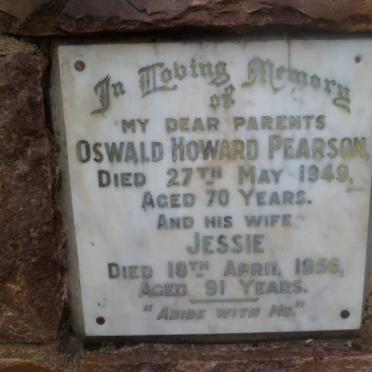 In Loving Memory
of
MY DEAR PARENTS
OSWALD HOWARD PEARSON,
DIED 27TH MAY 1949,
AGED 70 YEARS.
AND HIS WIFE
JESSIE
DIED 18TH APRIL 1956,
AGED 91 YEARS.
"ABIDE WITH ME."